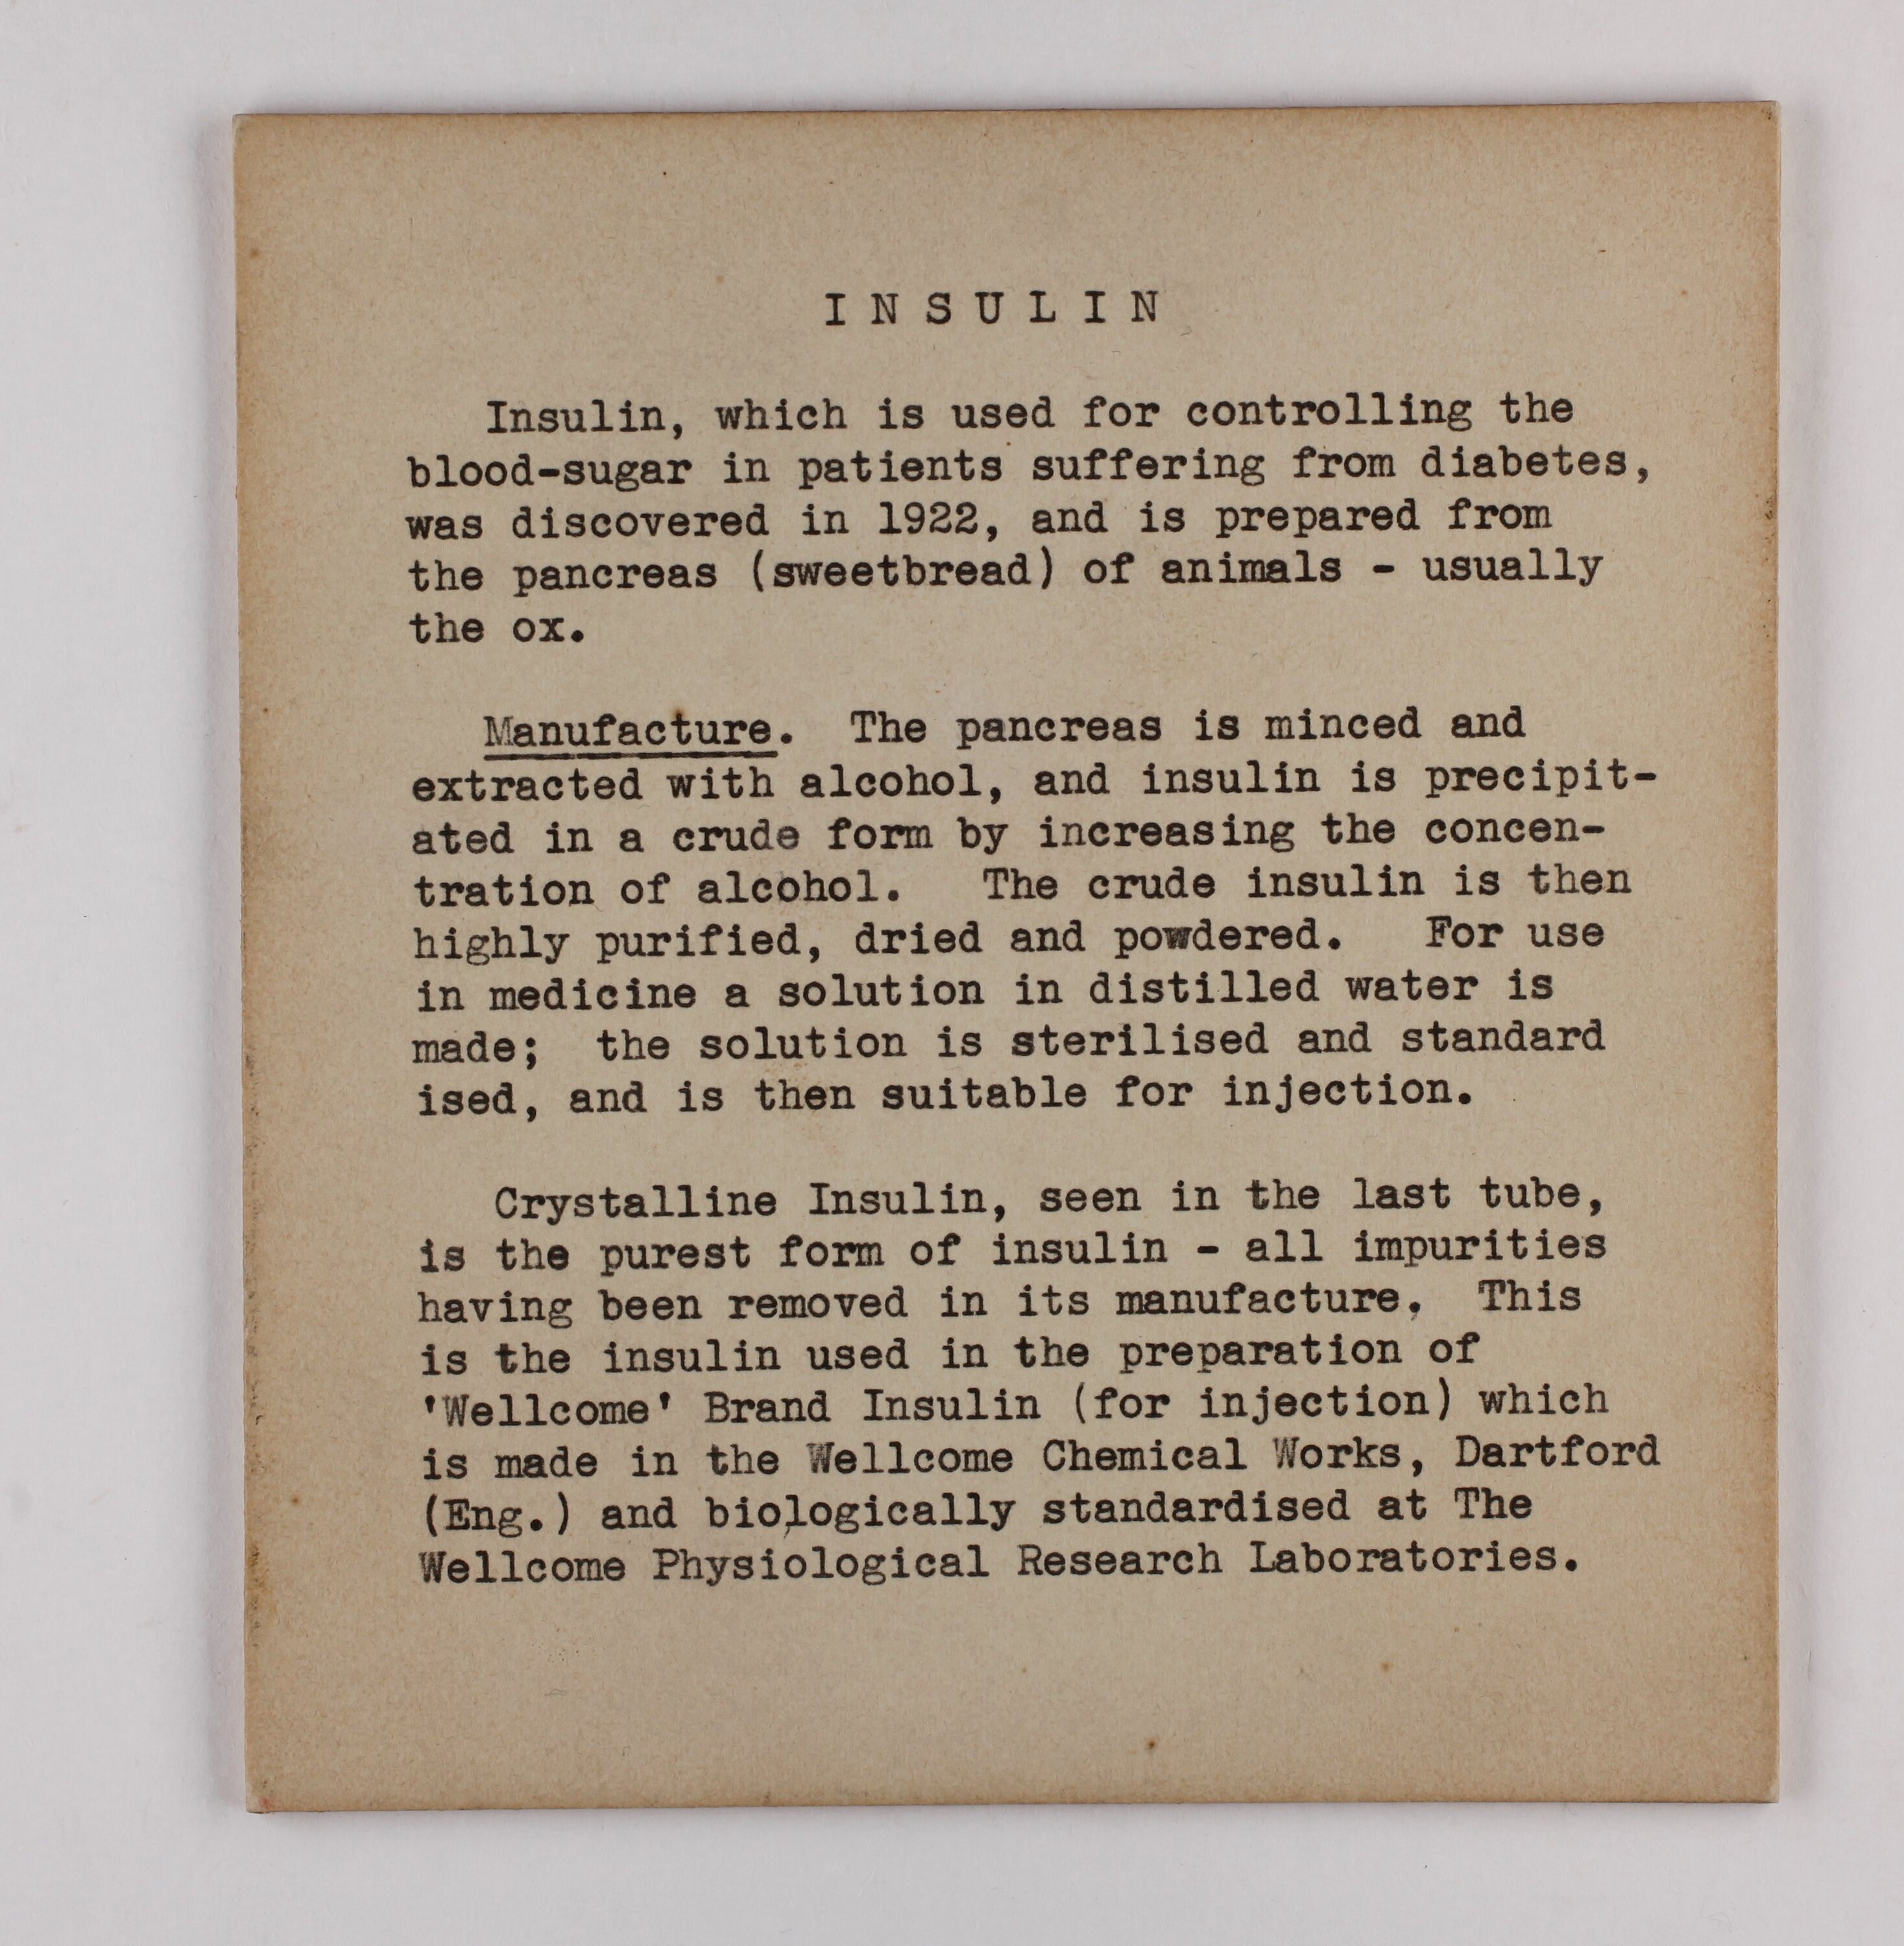 INSULIN
Insulin, which is used for controlling the
blood-sugar in patients suffering from diabetes,
was discovered in 1922, and is prepared from
the pancreas (sweetbread) of animals - usually
the ox.
Manufacture. The pancreas is minced and
extracted with alcohol, and insulin is precipit-
ated in a crude form by increasing the concen-
tration of alcohol. The crude insulin is then
highly purified, dried and powdered. For use
in medicine a solution in distilled water is
made; the solution is sterilised and standard
ised, and is then suitable for injection.
Crystalline Insulin, seen in the last tube,
is the purest form of insulin - all impurities
having been removed in its manufacture. This
is the insulin used in the preparation of
'Wellcome' Brand Insulin (for injection) which
is made in the Wellcome Chemical Works, Dartford
(Eng.) and biologically standardised at The
Wellcome Physiological Research Laboratories.